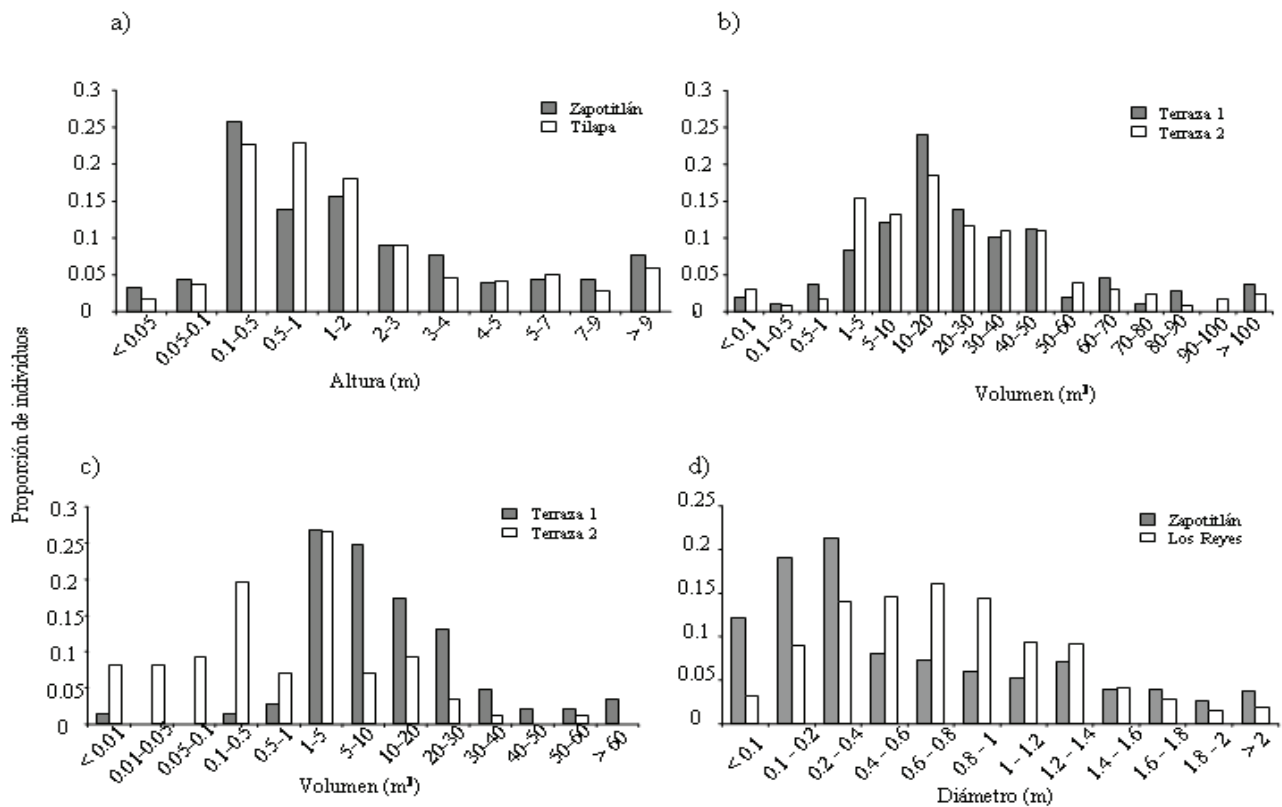 a)
0.3
0.25
0.2
0.15
0.1
0.05
0
Zapotitlán
Tilapa
< 0.05
0.05-0.1
0.1-0.5
0.5-1
1-2
2-3
3-4
4-5
5-7
7-9
> 9
Altura (m)
b)
0.3
0.25
0.2
0.15
0.1
0.05
0
Terraza 1
Terraza 2
< 0.1
0.1-0.5
0.5-1
1-5
5-10
10-20
20-30
30-40
40-50
50-60
60-70
70-80
80-90
90-100
> 100
Volumen (m³)
Proporción de individuos
c)
0.3
0.25
0.2
0.15
0.1
0.05
0
Terraza 1
Terraza 2
< 0.01
0.01-0.05
0.05-0.1
0.1-0.5
0.5-1
1-5
5-10
10-20
20-30
30-40
40-50
50-60
> 60
Volumen (m³)
d)
0.25
0.2
0.15
0.1
0.05
0
Zapotitlán
Los Reyes
< 0.1
0.1 - 0.2
0.2 - 0.4
0.4 - 0.6
0.6 - 0.8
0.8 - 1
1 - 1.2
1.2 - 1.4
1.4 - 1.6
1.6 - 1.8
1.8 - 2
> 2
Diámetro (m)